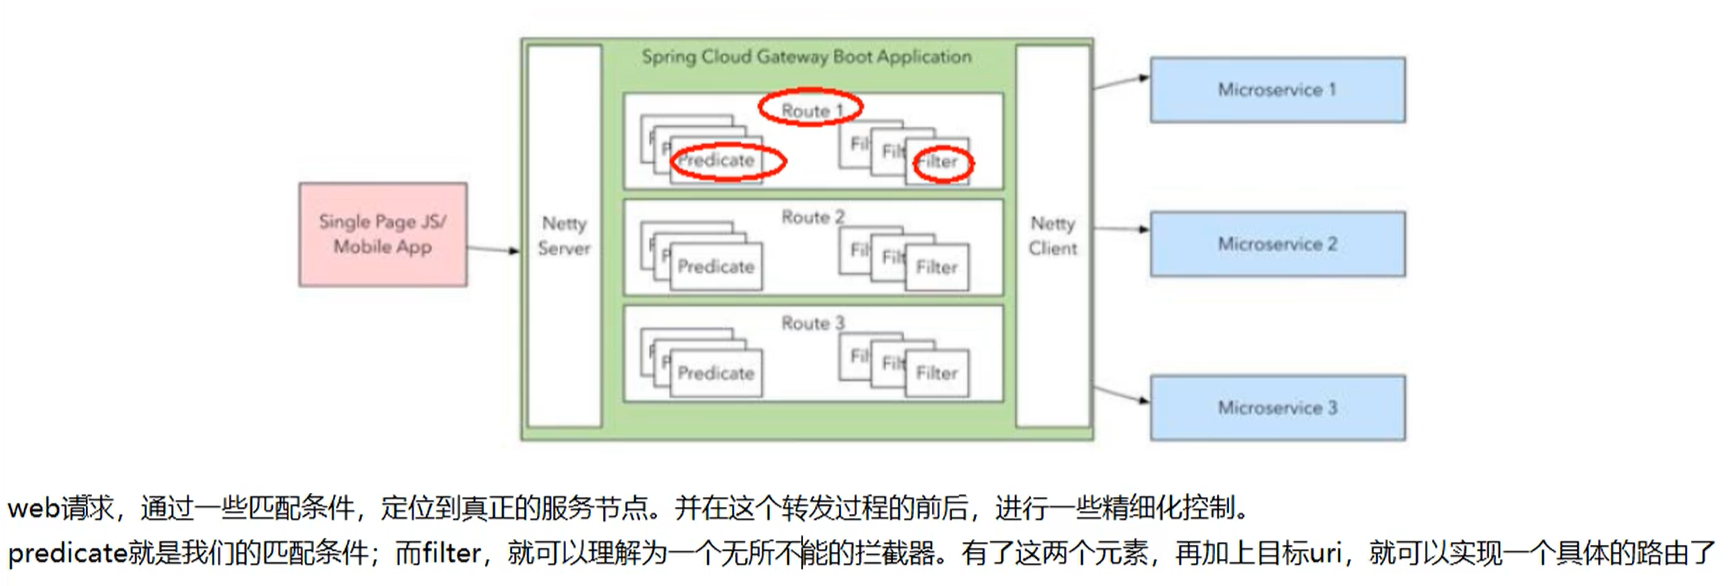 Spring Cloud Gateway Boot Application
Single Page JS/
Mobile App
Netty
Server
Route 1
Predicate
Fil
Filt
Filter
Route 2
Predicate
Fil
Filt
Filter
Route 3
Predicate
Fil
Filt
Filter
Netty
Client
Microservice 1
Microservice 2
Microservice 3
web请求，通过一些匹配条件，定位到真正的服务节点。并在这个转发过程的前后，进行一些精细化控制。
predicate就是我们的匹配条件；而filter，就可以理解为一个无所不能的拦截器。有了这两个元素，再加上目标uri，就可以实现一个具体的路由了